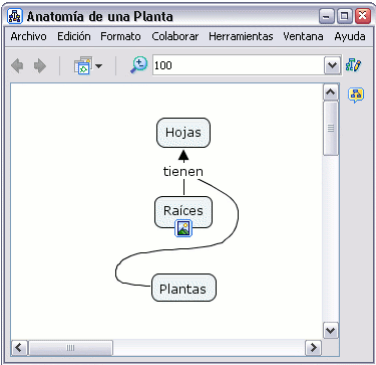 Anatomía de una Planta
Archivo Edición Formato Colaborar Herramientas Ventana Ayuda
100
Hojas
tienen
Raíces
Plantas